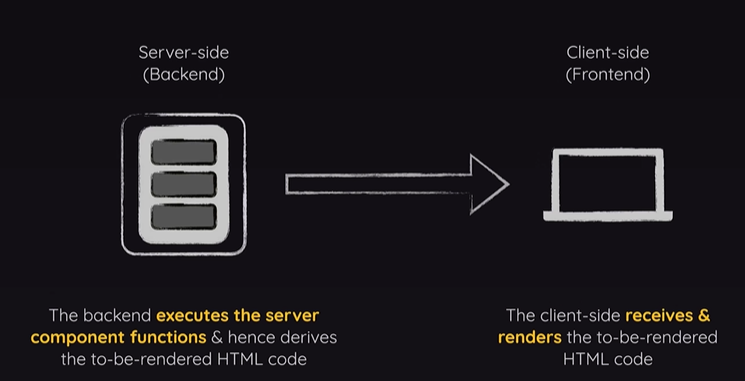 Server-side
(Backend)
Client-side
(Frontend)
The backend executes the server
component functions & hence derives
the to-be-rendered HTML code
The client-side receives &
renders the to-be-rendered
HTML code